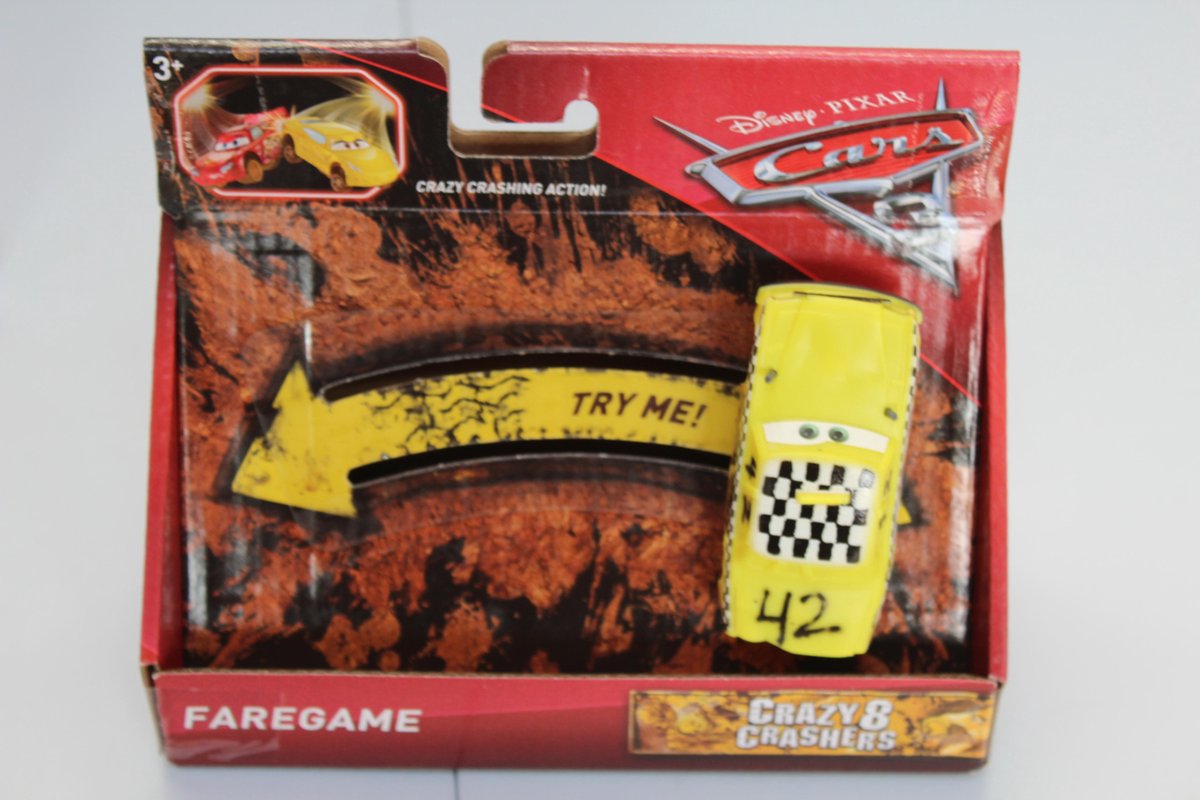 3+
CRAZY CRASHING ACTION!
Disney · PIXAR
Cars
3
TRY ME!
42
FAREGAME
CRAZY 8
CRASHERS